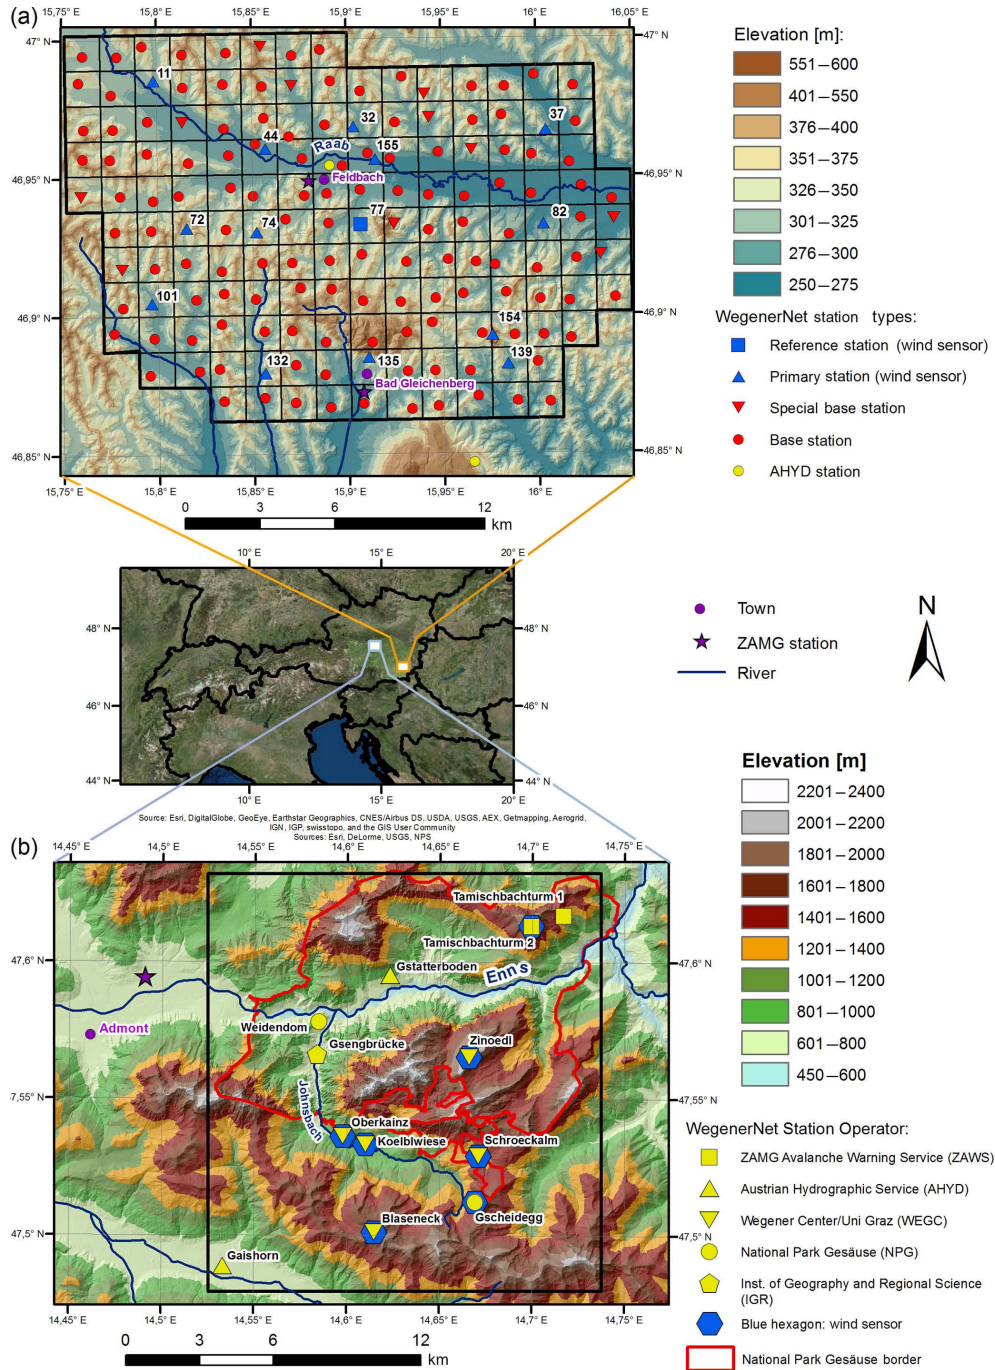 (a)
15,75° E
15,8° E
15,85° E
15,9° E
15,95° E
16° E
16,05° E
47° N
47° N
46,95° N
46,95° N
46,9° N
46,9° N
46,85° N
46,85° N
11
32
37
44
155
Raab
Feldbach
72
74
77
82
101
154
132
135
139
Bad Gleichenberg
15,75° E
15,8° E
15,85° E
15,9° E
15,95° E
16° E
0 3 6 12
km
Elevation [m]:
551–600
401–550
376–400
351–375
326–350
301–325
276–300
250–275
WegenerNet station types:
Reference station (wind sensor)
Primary station (wind sensor)
Special base station
Base station
AHYD station
10° E
15° E
20° E
48° N
48° N
46° N
46° N
44° N
44° N
10° E
15° E
20° E
Town
ZAMG station
River
N
Source: Esri, DigitalGlobe, GeoEye, Earthstar Geographics, CNES/Airbus DS, USDA, USGS, AEX, Getmapping, Aerogrid,
IGN, IGP, swisstopo, and the GIS User Community
Sources: Esri, DeLorme, USGS, NPS
(b)
14,45° E
14,5° E
14,55° E
14,6° E
14,65° E
14,7° E
14,75° E
47,6° N
47,6° N
47,55° N
47,55° N
47,5° N
47,5° N
Tamischbachturm 1
Tamischbachturm 2
Gstatterboden
Enns
Admont
Weidendom
Gsengbrücke
Zinoedl
Johnsbach
Oberkainz
Koelblwiese
Schroeckalm
Blaseneck
Gscheidegg
Gaishorn
14,45° E
14,5° E
14,55° E
14,6° E
14,65° E
14,7° E
14,75° E
0 3 6 12
km
Elevation [m]
2201–2400
2001–2200
1801–2000
1601–1800
1401–1600
1201–1400
1001–1200
801–1000
601–800
450–600
WegenerNet Station Operator:
ZAMG Avalanche Warning Service (ZAWS)
Austrian Hydrographic Service (AHYD)
Wegener Center/Uni Graz (WEGC)
National Park Gesäuse (NPG)
Inst. of Geography and Regional Science
(IGR)
Blue hexagon: wind sensor
National Park Gesäuse border